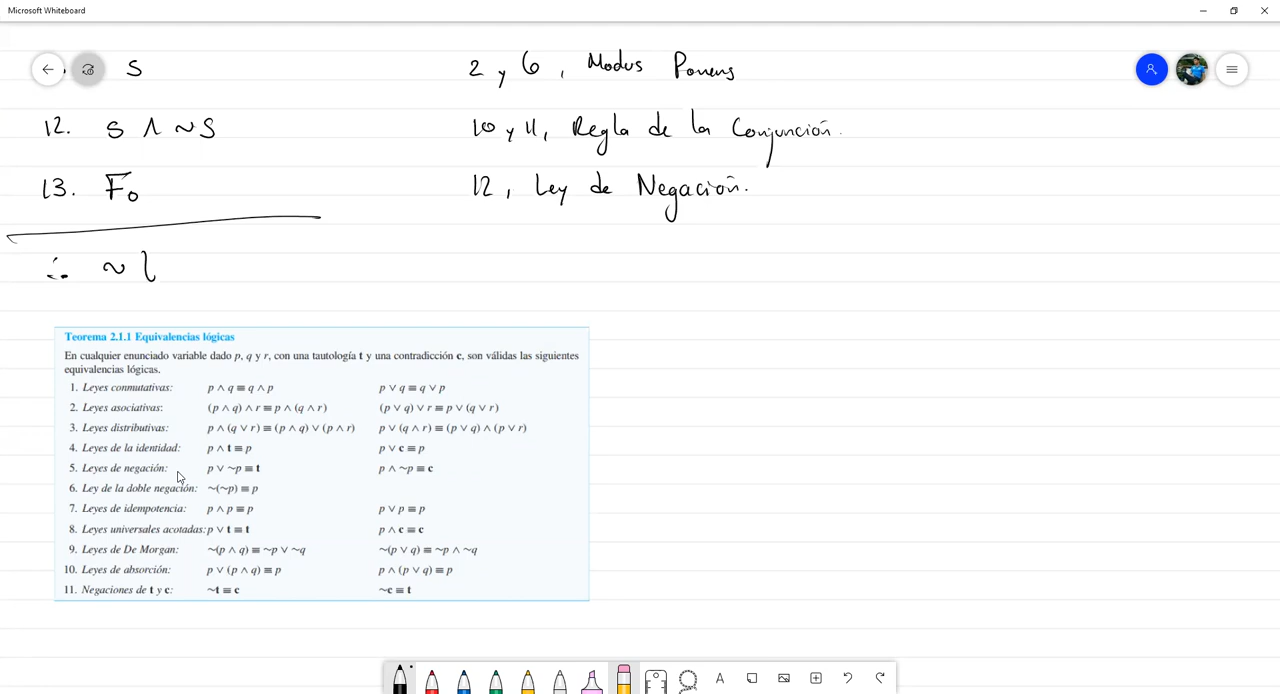 Microsoft Whiteboard
S 2 y 6, Modus Ponens
12. S ∧ ~S 10 y 11, Regla de la Conjunción.
13. F₀ 12, Ley de Negación.
∴ ~ l
Teorema 2.1.1 Equivalencias lógicas
En cualquier enunciado variable dado p, q y r, con una tautología t y una contradicción c, son válidas las siguientes
equivalencias lógicas.
1. Leyes conmutativas: p ∧ q ≡ q ∧ p p ∨ q ≡ q ∨ p
2. Leyes asociativas: (p ∧ q) ∧ r ≡ p ∧ (q ∧ r) (p ∨ q) ∨ r ≡ p ∨ (q ∨ r)
3. Leyes distributivas: p ∧ (q ∨ r) ≡ (p ∧ q) ∨ (p ∧ r) p ∨ (q ∧ r) ≡ (p ∨ q) ∧ (p ∨ r)
4. Leyes de la identidad: p ∧ t ≡ p p ∨ c ≡ p
5. Leyes de negación: p ∨ ~p ≡ t p ∧ ~p ≡ c
6. Ley de la doble negación: ~(~p) ≡ p
7. Leyes de idempotencia: p ∧ p ≡ p p ∨ p ≡ p
8. Leyes universales acotadas: p ∨ t ≡ t p ∧ c ≡ c
9. Leyes de De Morgan: ~(p ∧ q) ≡ ~p ∨ ~q ~(p ∨ q) ≡ ~p ∧ ~q
10. Leyes de absorción: p ∨ (p ∧ q) ≡ p p ∧ (p ∨ q) ≡ p
11. Negaciones de t y c: ~t ≡ c ~c ≡ t